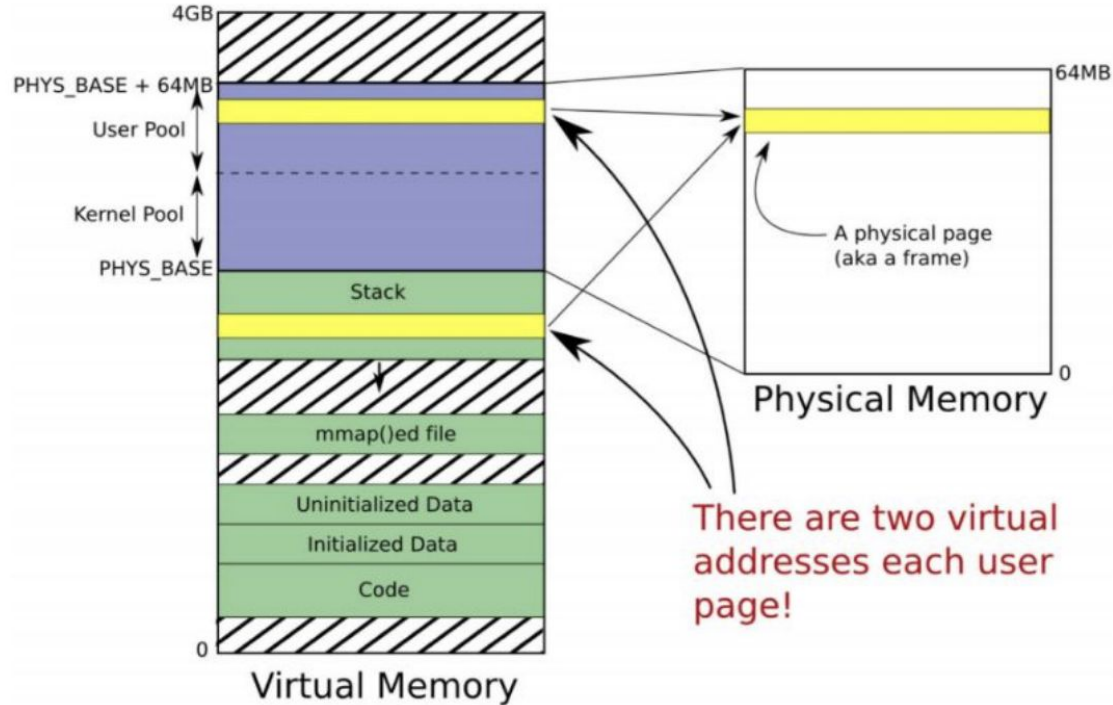 4GB
PHYS_BASE + 64MB
User Pool
Kernel Pool
PHYS_BASE
Stack
mmap()ed file
Uninitialized Data
Initialized Data
Code
0
Virtual Memory
64MB
A physical page
(aka a frame)
0
Physical Memory
There are two virtual
addresses each user
page!